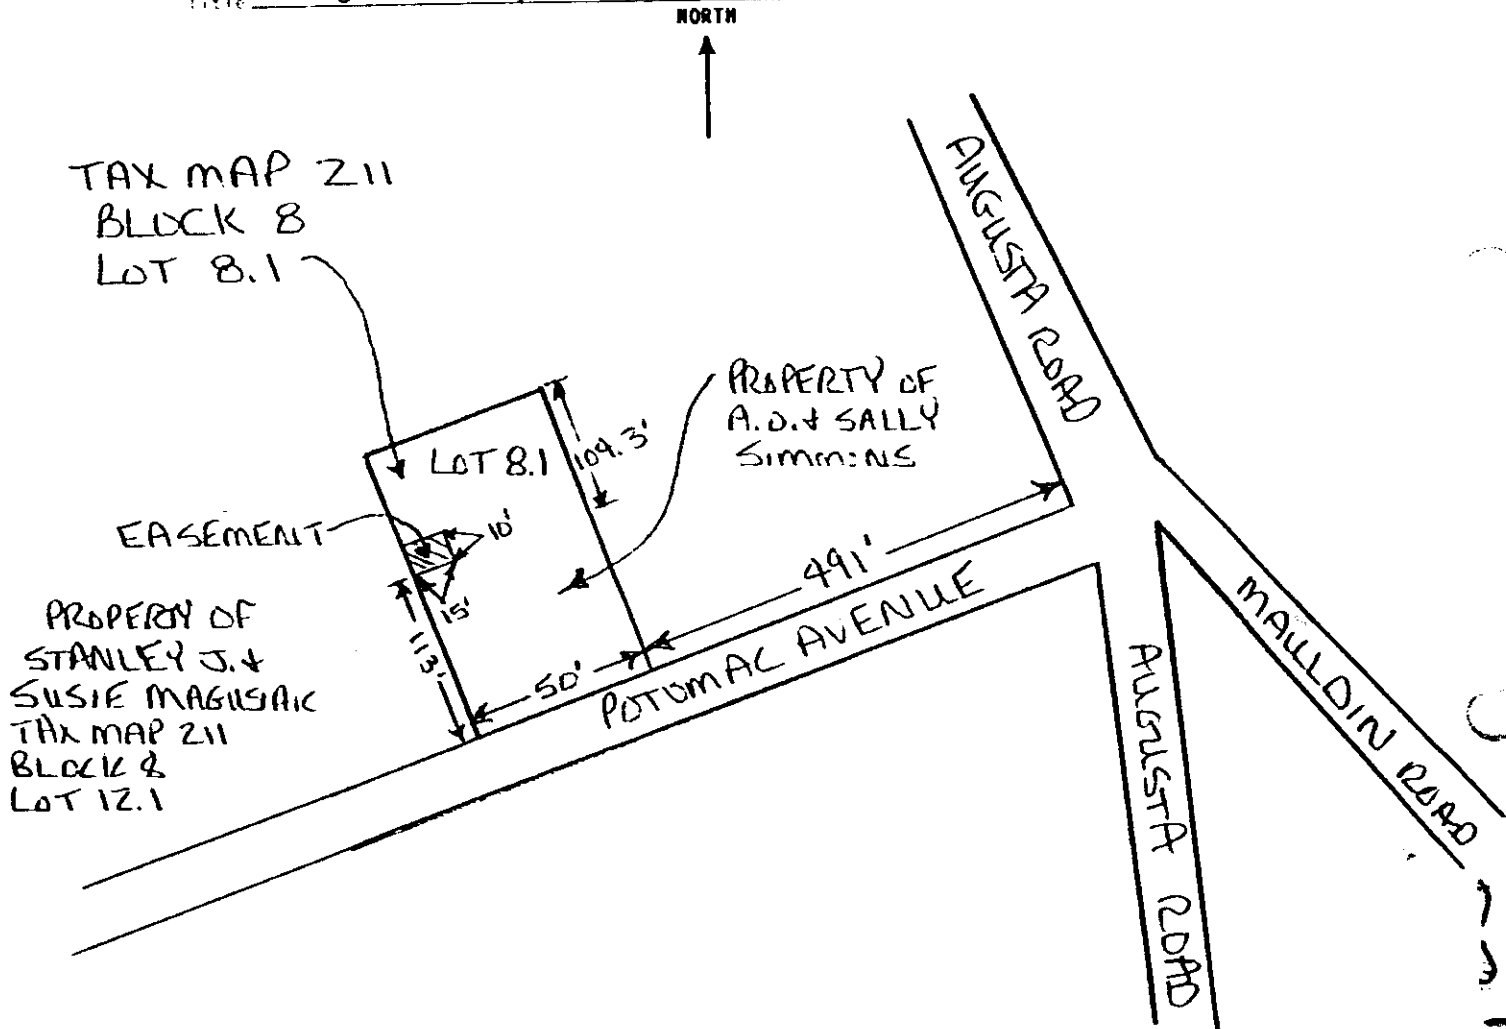 Title
NORTH
TAX MAP 211
BLOCK 8
LOT 8.1
AUGUSTA ROAD
PROPERTY OF
A.D. & SALLY
SIMMONS
LOT 8.1
104.3'
EASEMENT
10'
15'
113'
50'
491'
POTOMAC AVENUE
PROPERTY OF
STANLEY J. &
SUSIE MAGUSIAK
TAX MAP 211
BLOCK 8
LOT 12.1
MAULDIN ROAD
AUGUSTA ROAD